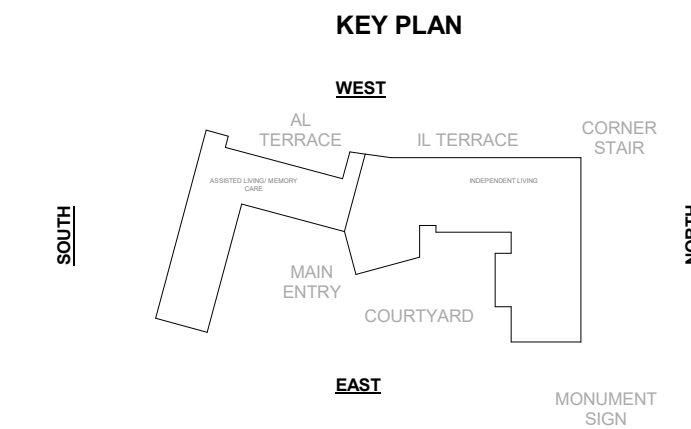 KEY PLAN
WEST
AL
TERRACE
IL TERRACE
CORNER
STAIR
ASSISTED LIVING/ MEMORY
CARE
INDEPENDENT LIVING
SOUTH
NORTH
MAIN
ENTRY
COURTYARD
EAST
MONUMENT
SIGN